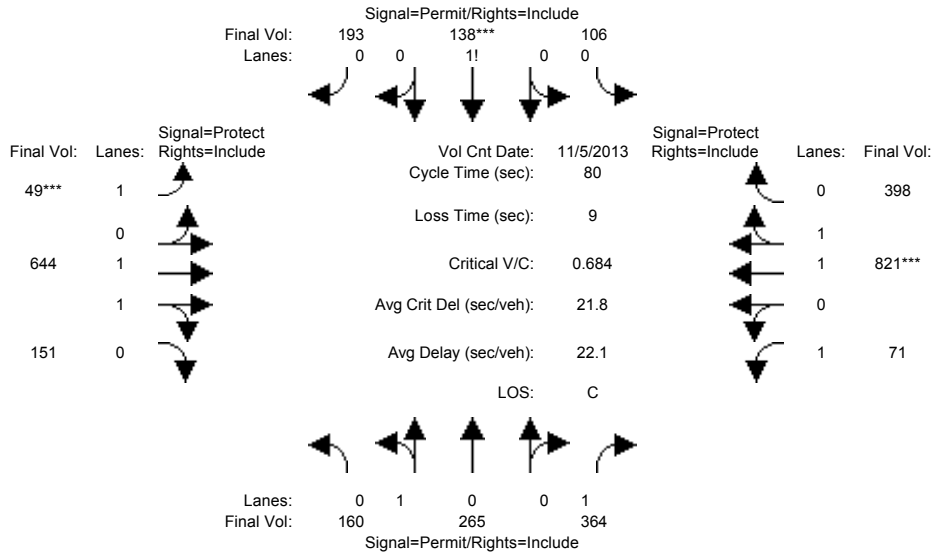 Signal=Permit/Rights=Include
Final Vol: 193 138*** 106
Lanes: 0 0 1! 0 0
Signal=Protect Signal=Protect
Final Vol: Lanes: Rights=Include Vol Cnt Date: 11/5/2013 Rights=Include Lanes: Final Vol:
Cycle Time (sec): 80
49*** 1 0 398
Loss Time (sec): 9
0 1
644 1 Critical V/C: 0.684 1 821***
1 Avg Crit Del (sec/veh): 21.8 0
151 0 Avg Delay (sec/veh): 22.1 1 71
LOS: C
Lanes: 0 1 0 0 1
Final Vol: 160 265 364
Signal=Permit/Rights=Include